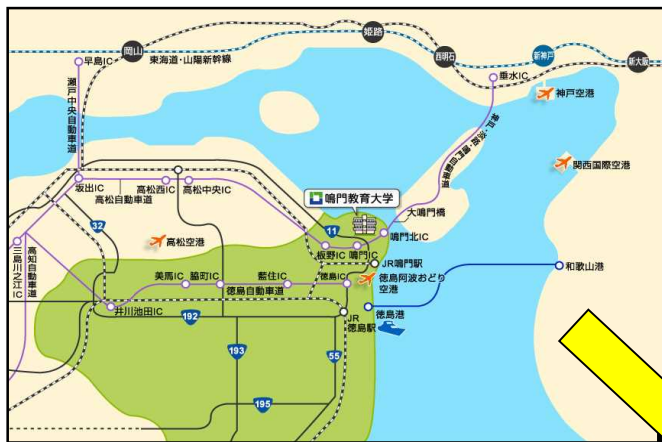 岡山
姫路
西明石
新神戸
新大阪
早島IC
東海道・山陽新幹線
垂水IC
神戸空港
瀬戸中央自動車道
神戸・淡路・鳴門自動車道
関西国際空港
坂出IC
高松西IC
高松中央IC
高松自動車道
鳴門教育大学
大鳴門橋
32
11
鳴門北IC
高松空港
板野IC
鳴門IC
三島川之江IC
高知自動車道
JR鳴門駅
和歌山港
美馬IC
脇町IC
藍住IC
徳島IC
徳島阿波おどり
空港
徳島自動車道
井川池田IC
192
JR
徳島駅
徳島港
193
55
195